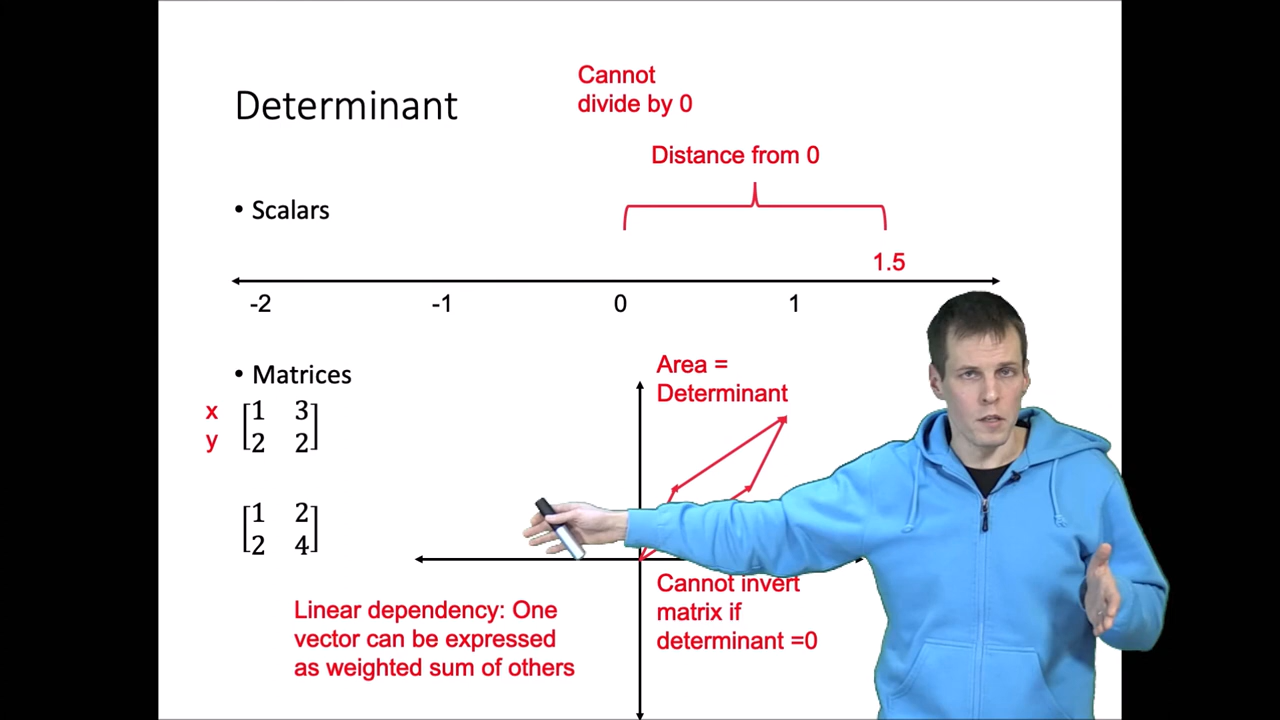 Cannot
divide by 0
Determinant
Distance from 0
• Scalars
1.5
-2 -1 0 1
• Matrices
Area =
Determinant
x [1 3]
y [2 2]
[1 2]
[2 4]
Cannot invert
matrix if
determinant =0
Linear dependency: One
vector can be expressed
as weighted sum of others